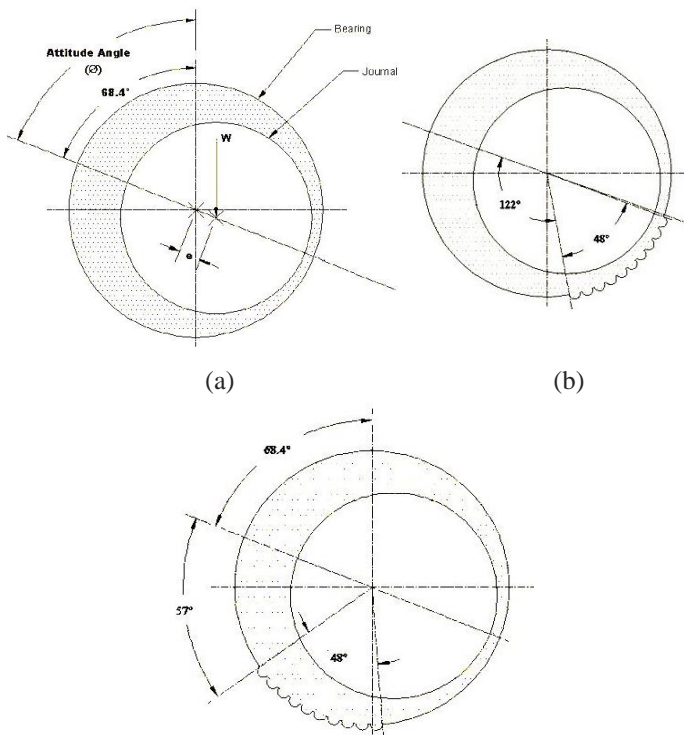 Bearing
Attitude Angle
(Ø)
Journal
68.4°
W
e
122°
48°
(a)
(b)
68.4°
57°
48°